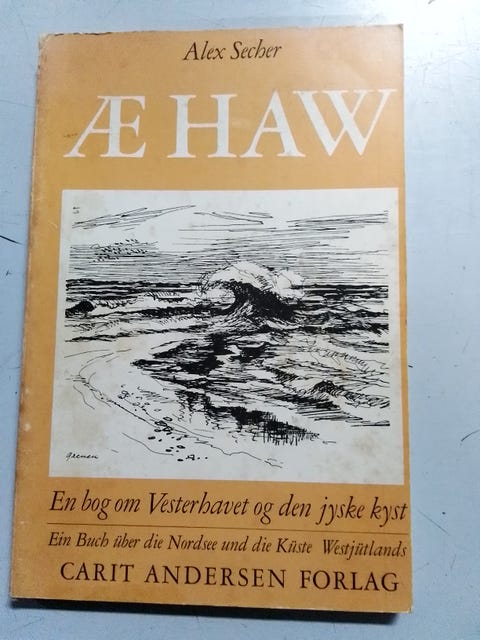 Alex Secher
Æ HAW
En bog om Vesterhavet og den jyske kyst
Ein Buch über die Nordsee und die Küste Westjütlands
CARIT ANDERSEN FORLAG